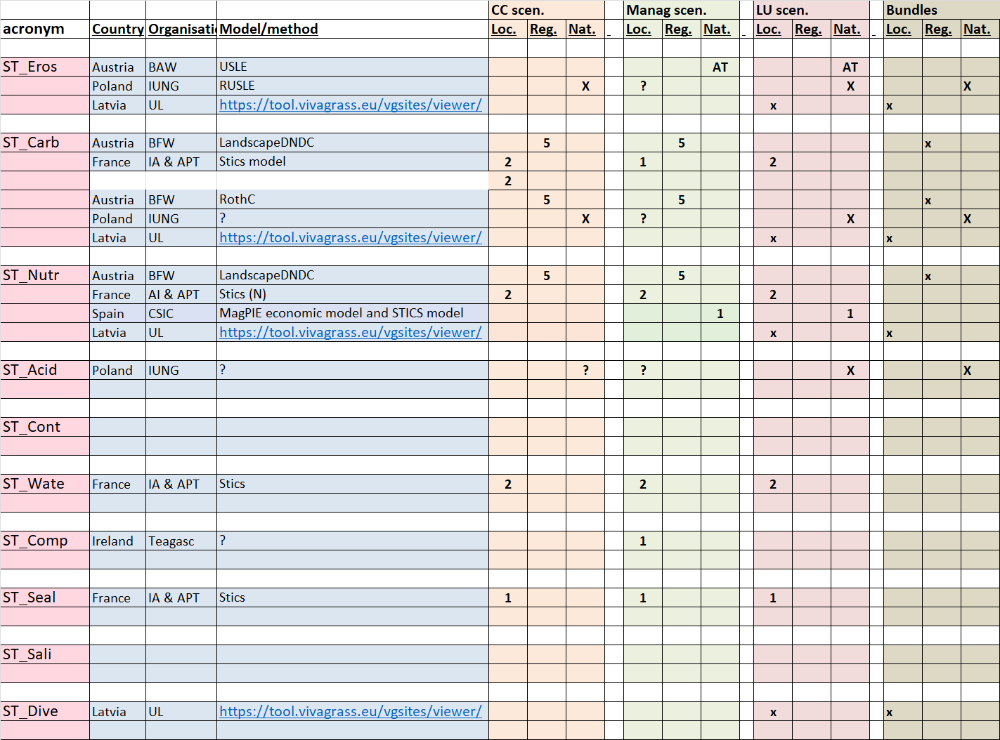 CC scen. Manag scen. LU scen. Bundles
acronym Country Organisati Model/method Loc. Reg. Nat. Loc. Reg. Nat. Loc. Reg. Nat. Loc. Reg. Nat.
ST_Eros Austria BAW USLE AT AT
Poland IUNG RUSLE X ? X X
Latvia UL https://tool.vivagrass.eu/vgsites/viewer/ x x
ST_Carb Austria BFW LandscapeDNDC 5 5 x
France IA & APT Stics model 2 1 2
2
Austria BFW RothC 5 5 x
Poland IUNG ? X ? X X
Latvia UL https://tool.vivagrass.eu/vgsites/viewer/ x x
ST_Nutr Austria BFW LandscapeDNDC 5 5 x
France AI & APT Stics (N) 2 2 2
Spain CSIC MagPIE economic model and STICS model 1 1
Latvia UL https://tool.vivagrass.eu/vgsites/viewer/ x x
ST_Acid Poland IUNG ? ? ? X X
ST_Cont
ST_Wate France IA & APT Stics 2 2 2
ST_Comp Ireland Teagasc ? 1
ST_Seal France IA & APT Stics 1 1 1
ST_Sali
ST_Dive Latvia UL https://tool.vivagrass.eu/vgsites/viewer/ x x